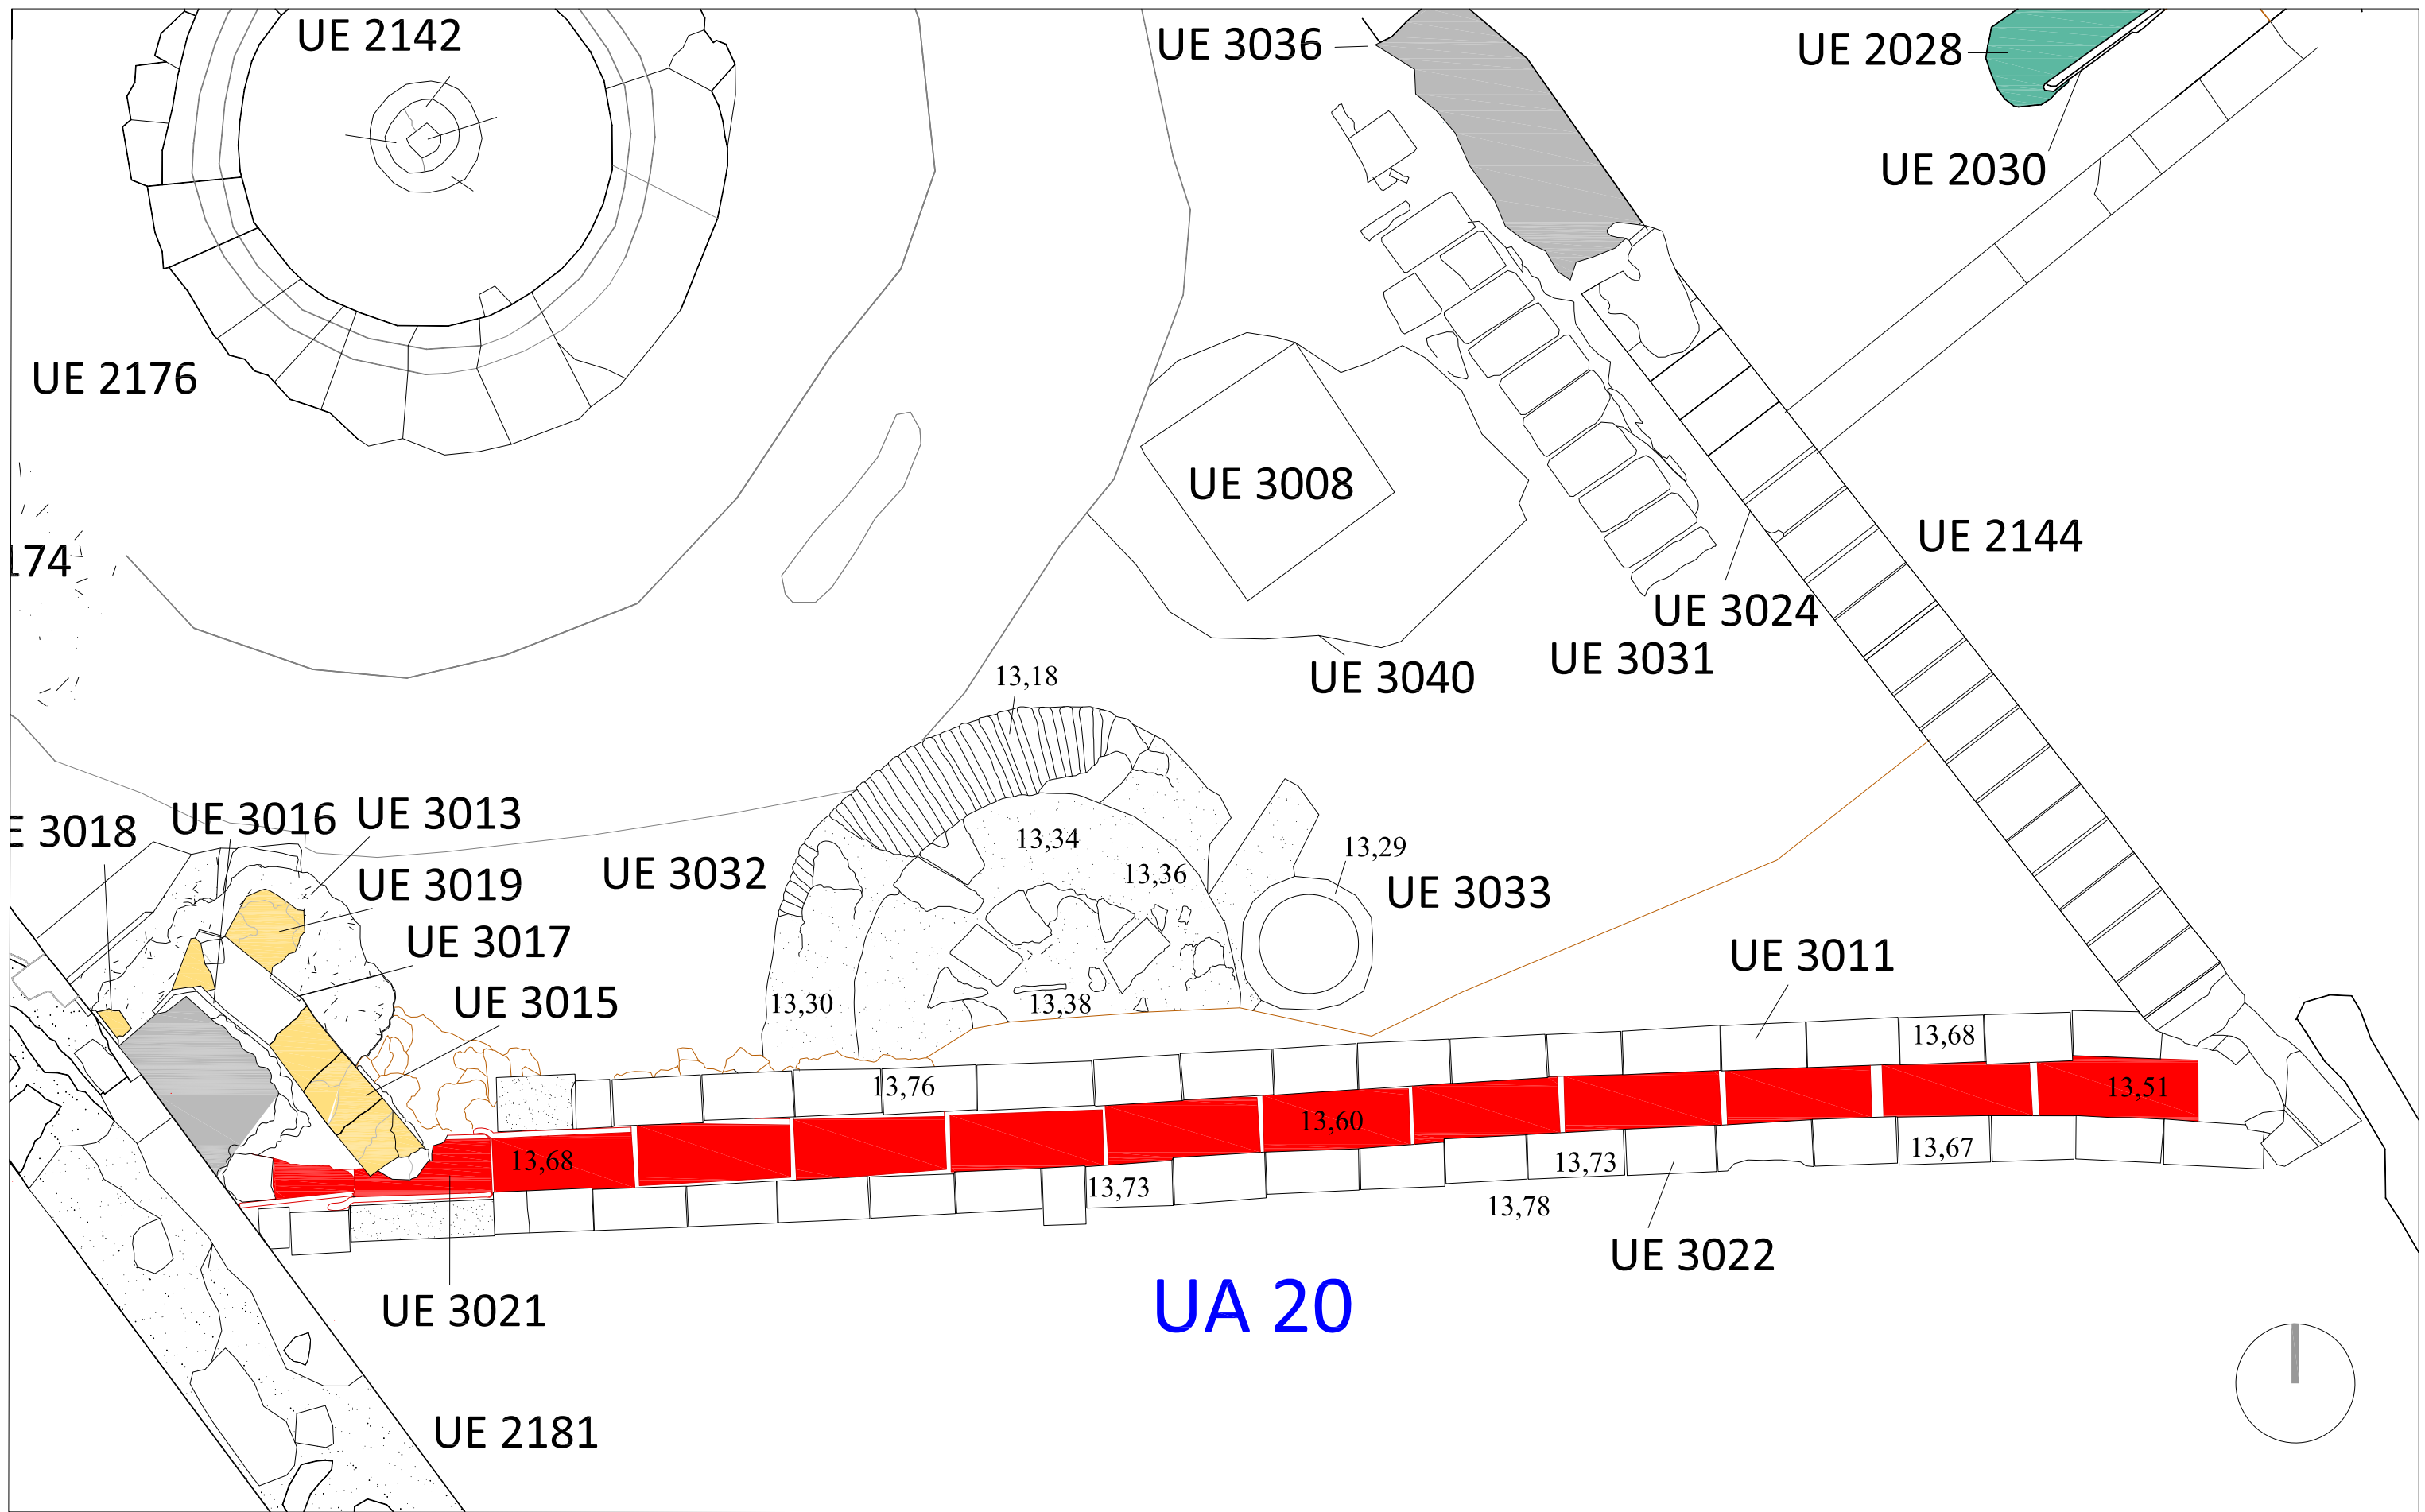 UE 2142
UE 3036
UE 2028
UE 2030
UE 2176
UE 3008
174
UE 2144
UE 3024
UE 3031
UE 3040
13,18
UE 3013
UE 3016
E 3018
13,34
13,29
UE 3032
13,36
UE 3019
UE 3033
UE 3017
UE 3011
UE 3015
13,30
13,38
13,68
13,76
13,51
13,60
13,68
13,73
13,67
13,73
13,78
UE 3022
UE 3021
UA 20
UE 2181